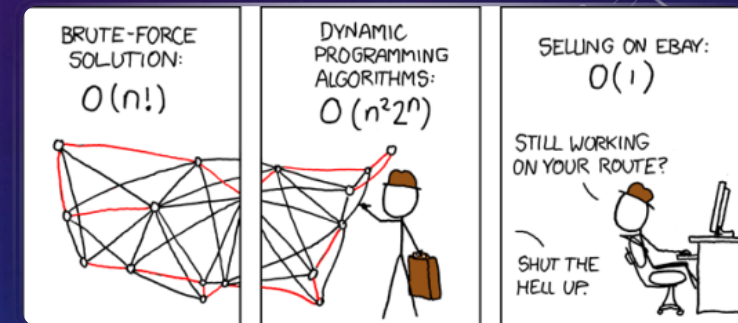 BRUTE-FORCE
SOLUTION:
O(n!)
DYNAMIC
PROGRAMMING
ALGORITHMS:
O(n²2ⁿ)
SELLING ON EBAY:
O(1)
STILL WORKING
ON YOUR ROUTE?
SHUT THE
HELL UP.